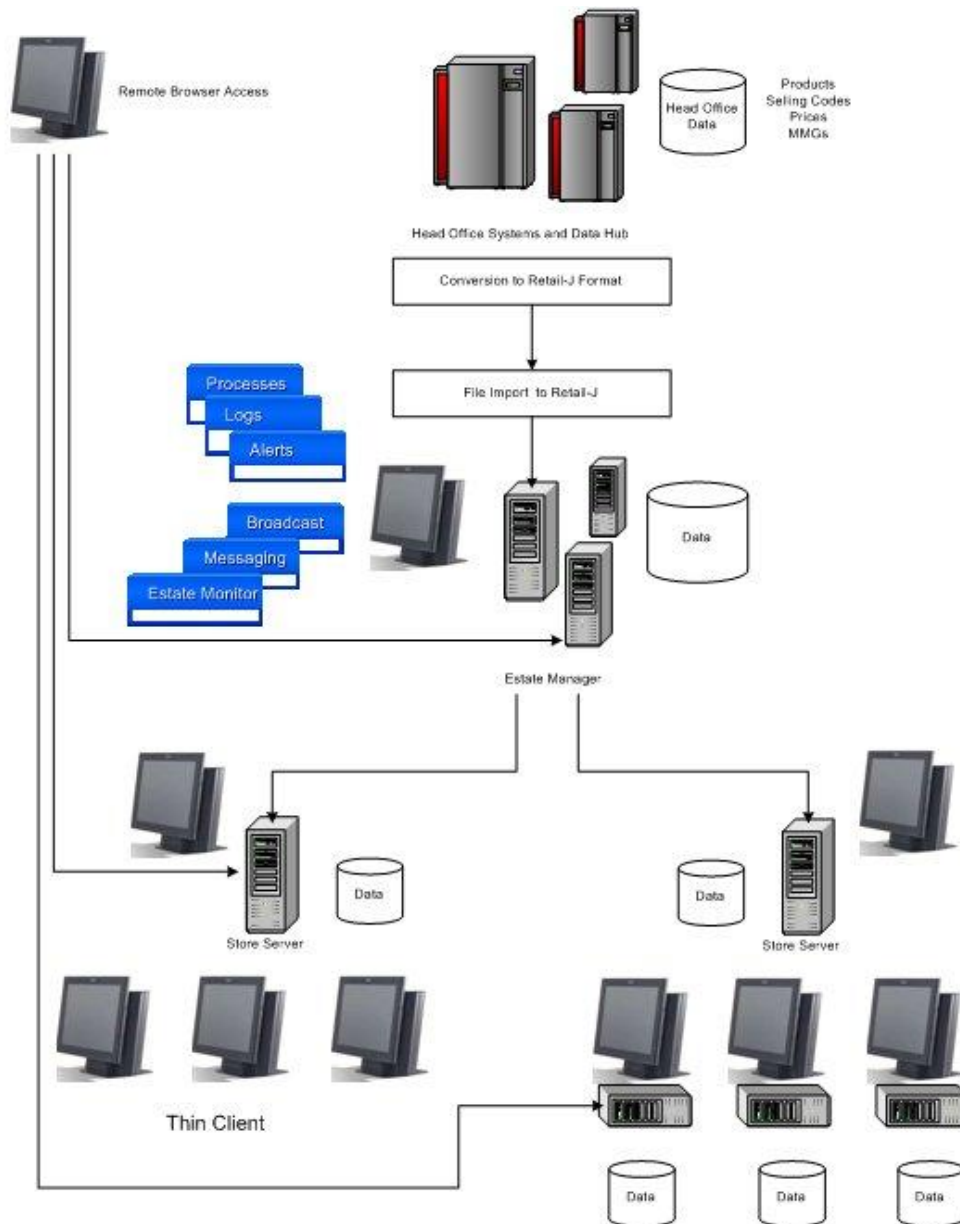 Remote Browser Access
Head Office
Data
Products
Selling Codes
Prices
MMGs
Head Office Systems and Data Hub
Conversion to Retail-J Format
File Import to Retail-J
Processes
Logs
Alerts
Broadcast
Messaging
Estate Monitor
Data
Estate Manager
Data
Data
Store Server
Store Server
Thin Client
Data
Data
Data